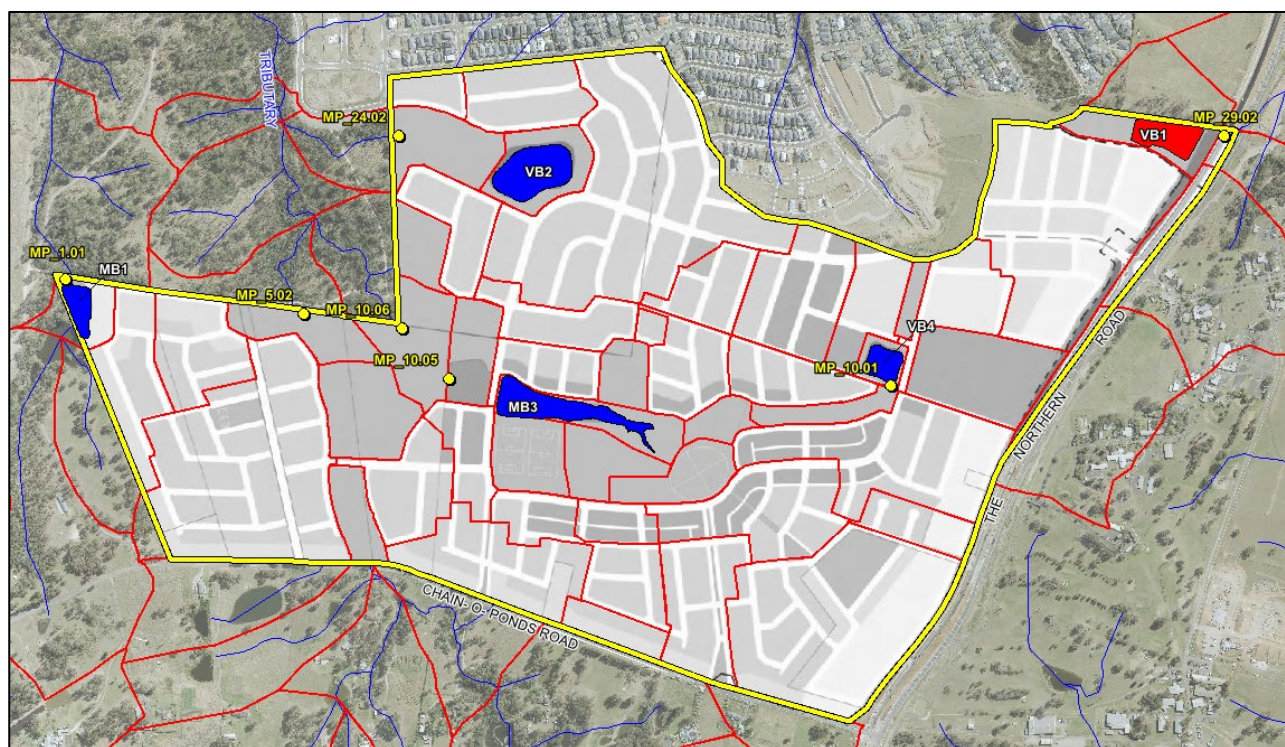 TRIBUTARY
MP_24.02
MP_29.02
VB1
VB2
MP_1.01
MB1
MP_5.02
MP_10.06
VB4
MP_10.05
MP_10.01
MB3
THE NORTHERN ROAD
CHAIN- O- PONDS ROAD